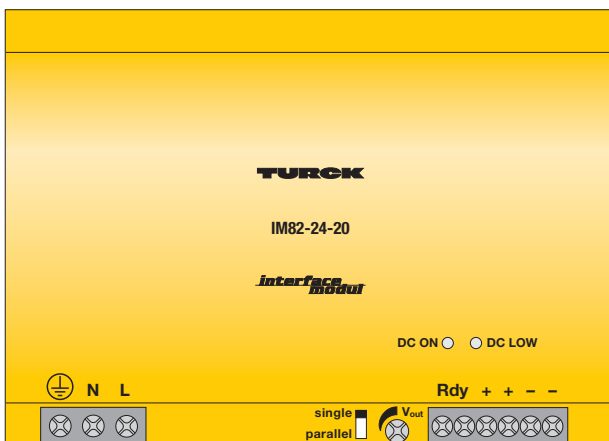 TURCK
IM82-24-20
interface
modul
DC ON DC LOW
N L
Rdy + + – –
single
parallel
Vout